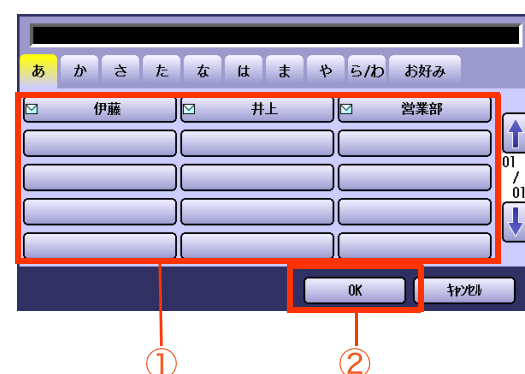 あ か さ た な は ま や ら/わ お好み
伊藤 井上 営業部
01
/
01
OK ｷｬﾝｾﾙ
① ②